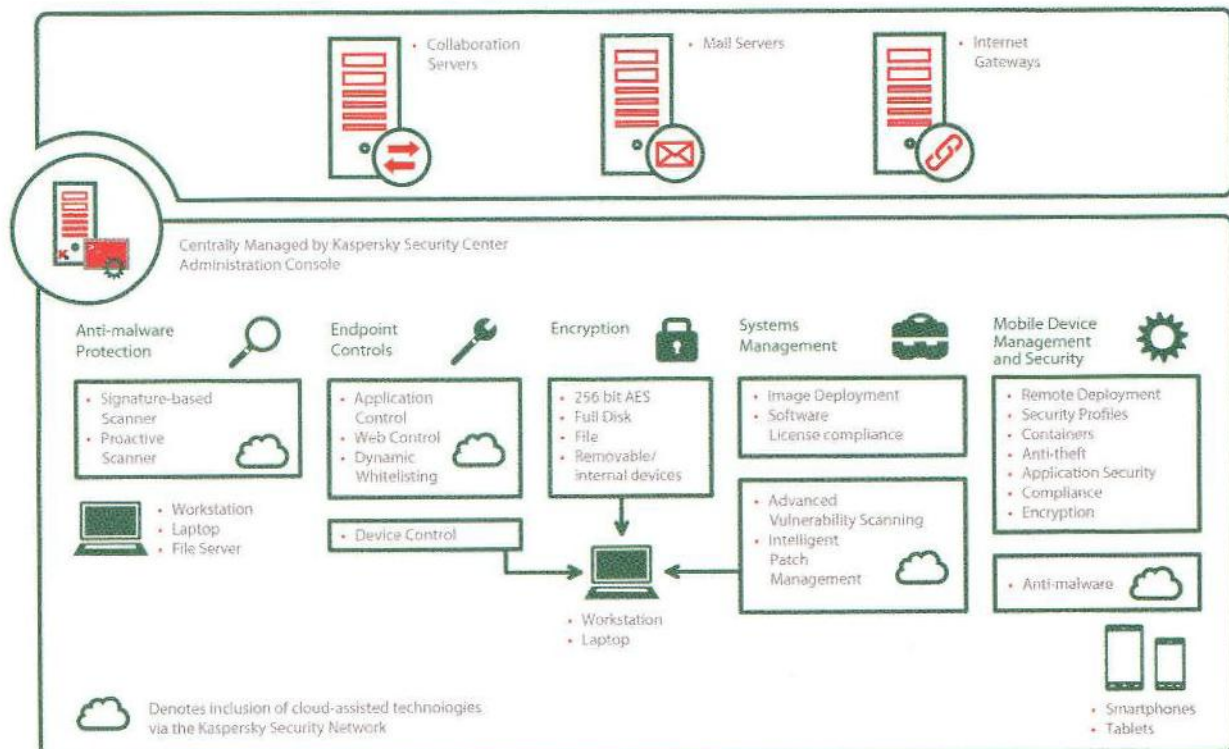 • Collaboration
Servers
• Mail Servers
• Internet
Gateways
K
Centrally Managed by Kaspersky Security Center
Administration Console
Anti-malware
Protection
• Signature-based
Scanner
• Proactive
Scanner
• Workstation
• Laptop
• File Server
Endpoint
Controls
• Application
Control
• Web Control
• Dynamic
Whitelisting
• Device Control
Encryption
• 256 bit AES
• Full Disk
• File
• Removable/
internal devices
• Workstation
• Laptop
Systems
Management
• Image Deployment
• Software
License compliance
• Advanced
Vulnerability Scanning
• Intelligent
Patch
Management
Mobile Device
Management
and Security
• Remote Deployment
• Security Profiles
• Containers
• Anti-theft
• Application Security
• Compliance
• Encryption
• Anti-malware
• Smartphones
• Tablets
Denotes inclusion of cloud-assisted technologies
via the Kaspersky Security Network